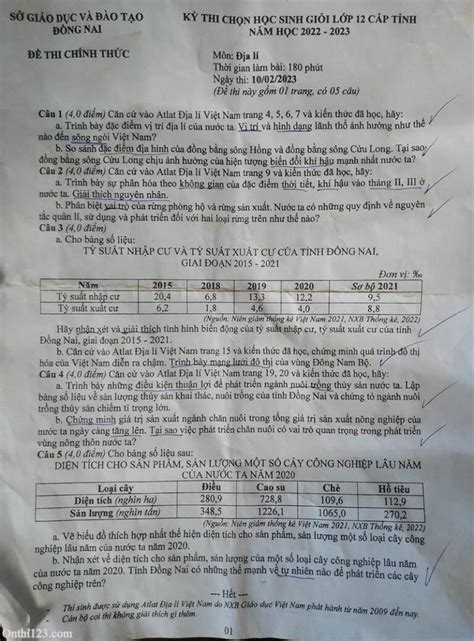 SỞ GIÁO DỤC VÀ ĐÀO TẠO
ĐỒNG NAI
KỲ THI CHỌN HỌC SINH GIỎI LỚP 12 CẤP TỈNH
NĂM HỌC 2022 - 2023
ĐỀ THI CHÍNH THỨC
Môn: Địa lí
Thời gian làm bài: 180 phút
Ngày thi: 10/02/2023
(Đề thi này gồm 01 trang, có 05 câu)
Câu 1 (4,0 điểm) Căn cứ vào Atlat Địa lí Việt Nam trang 4, 5, 6, 7 và kiến thức đã học, hãy:
a. Trình bày đặc điểm vị trí địa lí của nước ta. Vị trí và hình dạng lãnh thổ ảnh hưởng như thế
nào đến sông ngòi Việt Nam?
b. So sánh đặc điểm địa hình của đồng bằng sông Hồng và đồng bằng sông Cửu Long. Tại sao
đồng bằng sông Cửu Long chịu ảnh hưởng của hiện tượng biến đổi khí hậu mạnh nhất nước ta?
Câu 2 (4,0 điểm) Căn cứ vào Atlat Địa lí Việt Nam trang 9 và kiến thức đã học, hãy:
a. Trình bày sự phân hóa theo không gian của đặc điểm thời tiết, khí hậu vào tháng II, III ở
nước ta. Giải thích nguyên nhân.
b. Phân biệt vai trò của rừng phòng hộ và rừng sản xuất. Nước ta có những quy định về nguyên
tắc quản lí, sử dụng và phát triển đối với hai loại rừng trên như thế nào?
Câu 3 (4,0 điểm)
a. Cho bảng số liệu:
TỶ SUẤT NHẬP CƯ VÀ TỶ SUẤT XUẤT CƯ CỦA TỈNH ĐỒNG NAI,
GIAI ĐOẠN 2015 - 2021
Đơn vị: ‰
Năm 2015 2018 2019 2020 Sơ bộ 2021
Tỷ suất nhập cư 20,4 6,8 13,3 12,2 9,5
Tỷ suất xuất cư 6,2 1,8 4,6 4,0 8,8
(Nguồn: Niên giám thống kê Việt Nam 2021, NXB Thống kê, 2022)
Hãy nhận xét và giải thích tình hình biến động của tỷ suất nhập cư, tỷ suất xuất cư của tỉnh
Đồng Nai, giai đoạn 2015 - 2021.
b. Căn cứ vào Atlat Địa lí Việt Nam trang 15 và kiến thức đã học, chứng minh quá trình đô thị
hóa của Việt Nam diễn ra chậm. Trình bày mạng lưới đô thị của vùng Đông Nam Bộ.
Câu 4 (4,0 điểm) Căn cứ vào Atlat Địa lí Việt Nam trang 19, 20 và kiến thức đã học, hãy:
a. Trình bày những điều kiện thuận lợi để phát triển ngành nuôi trồng thủy sản nước ta. Lập
bảng số liệu về sản lượng thủy sản khai thác, nuôi trồng của tỉnh Đồng Nai và chứng tỏ ngành nuôi
trồng thủy sản chiếm tỉ trọng lớn.
b. Chứng minh giá trị sản xuất ngành chăn nuôi trong tổng giá trị sản xuất nông nghiệp của
nước ta ngày càng tăng lên. Tại sao việc phát triển chăn nuôi có vai trò quan trọng trong phát triển
vùng nông thôn nước ta?
Câu 5 (4,0 điểm) Cho bảng số liệu sau:
DIỆN TÍCH CHO SẢN PHẨM, SẢN LƯỢNG MỘT SỐ CÂY CÔNG NGHIỆP LÂU NĂM
CỦA NƯỚC TA NĂM 2020
Loại cây Điều Cao su Chè Hồ tiêu
Diện tích (nghìn ha) 280,9 728,8 109,6 112,9
Sản lượng (nghìn tấn) 348,5 1226,1 1065,0 270,2
(Nguồn: Niên giám thống kê Việt Nam 2021, NXB Thống kê, 2022)
a. Vẽ biểu đồ thích hợp nhất thể hiện diện tích cho sản phẩm, sản lượng một số cây công
nghiệp lâu năm của nước ta năm 2020.
b. Nhận xét về diện tích cho sản phẩm, sản lượng của một số loại cây công nghiệp lâu năm
của nước ta năm 2020. Tỉnh Đồng Nai có những thế mạnh về tự nhiên nào để phát triển các cây
công nghiệp trên?
--- Hết ---
- Thí sinh được sử dụng Atlat Địa lí Việt Nam do NXB Giáo dục Việt Nam phát hành từ năm 2009 đến nay.
- Cán bộ coi thi không giải thích gì thêm.
01
Onthi123.com